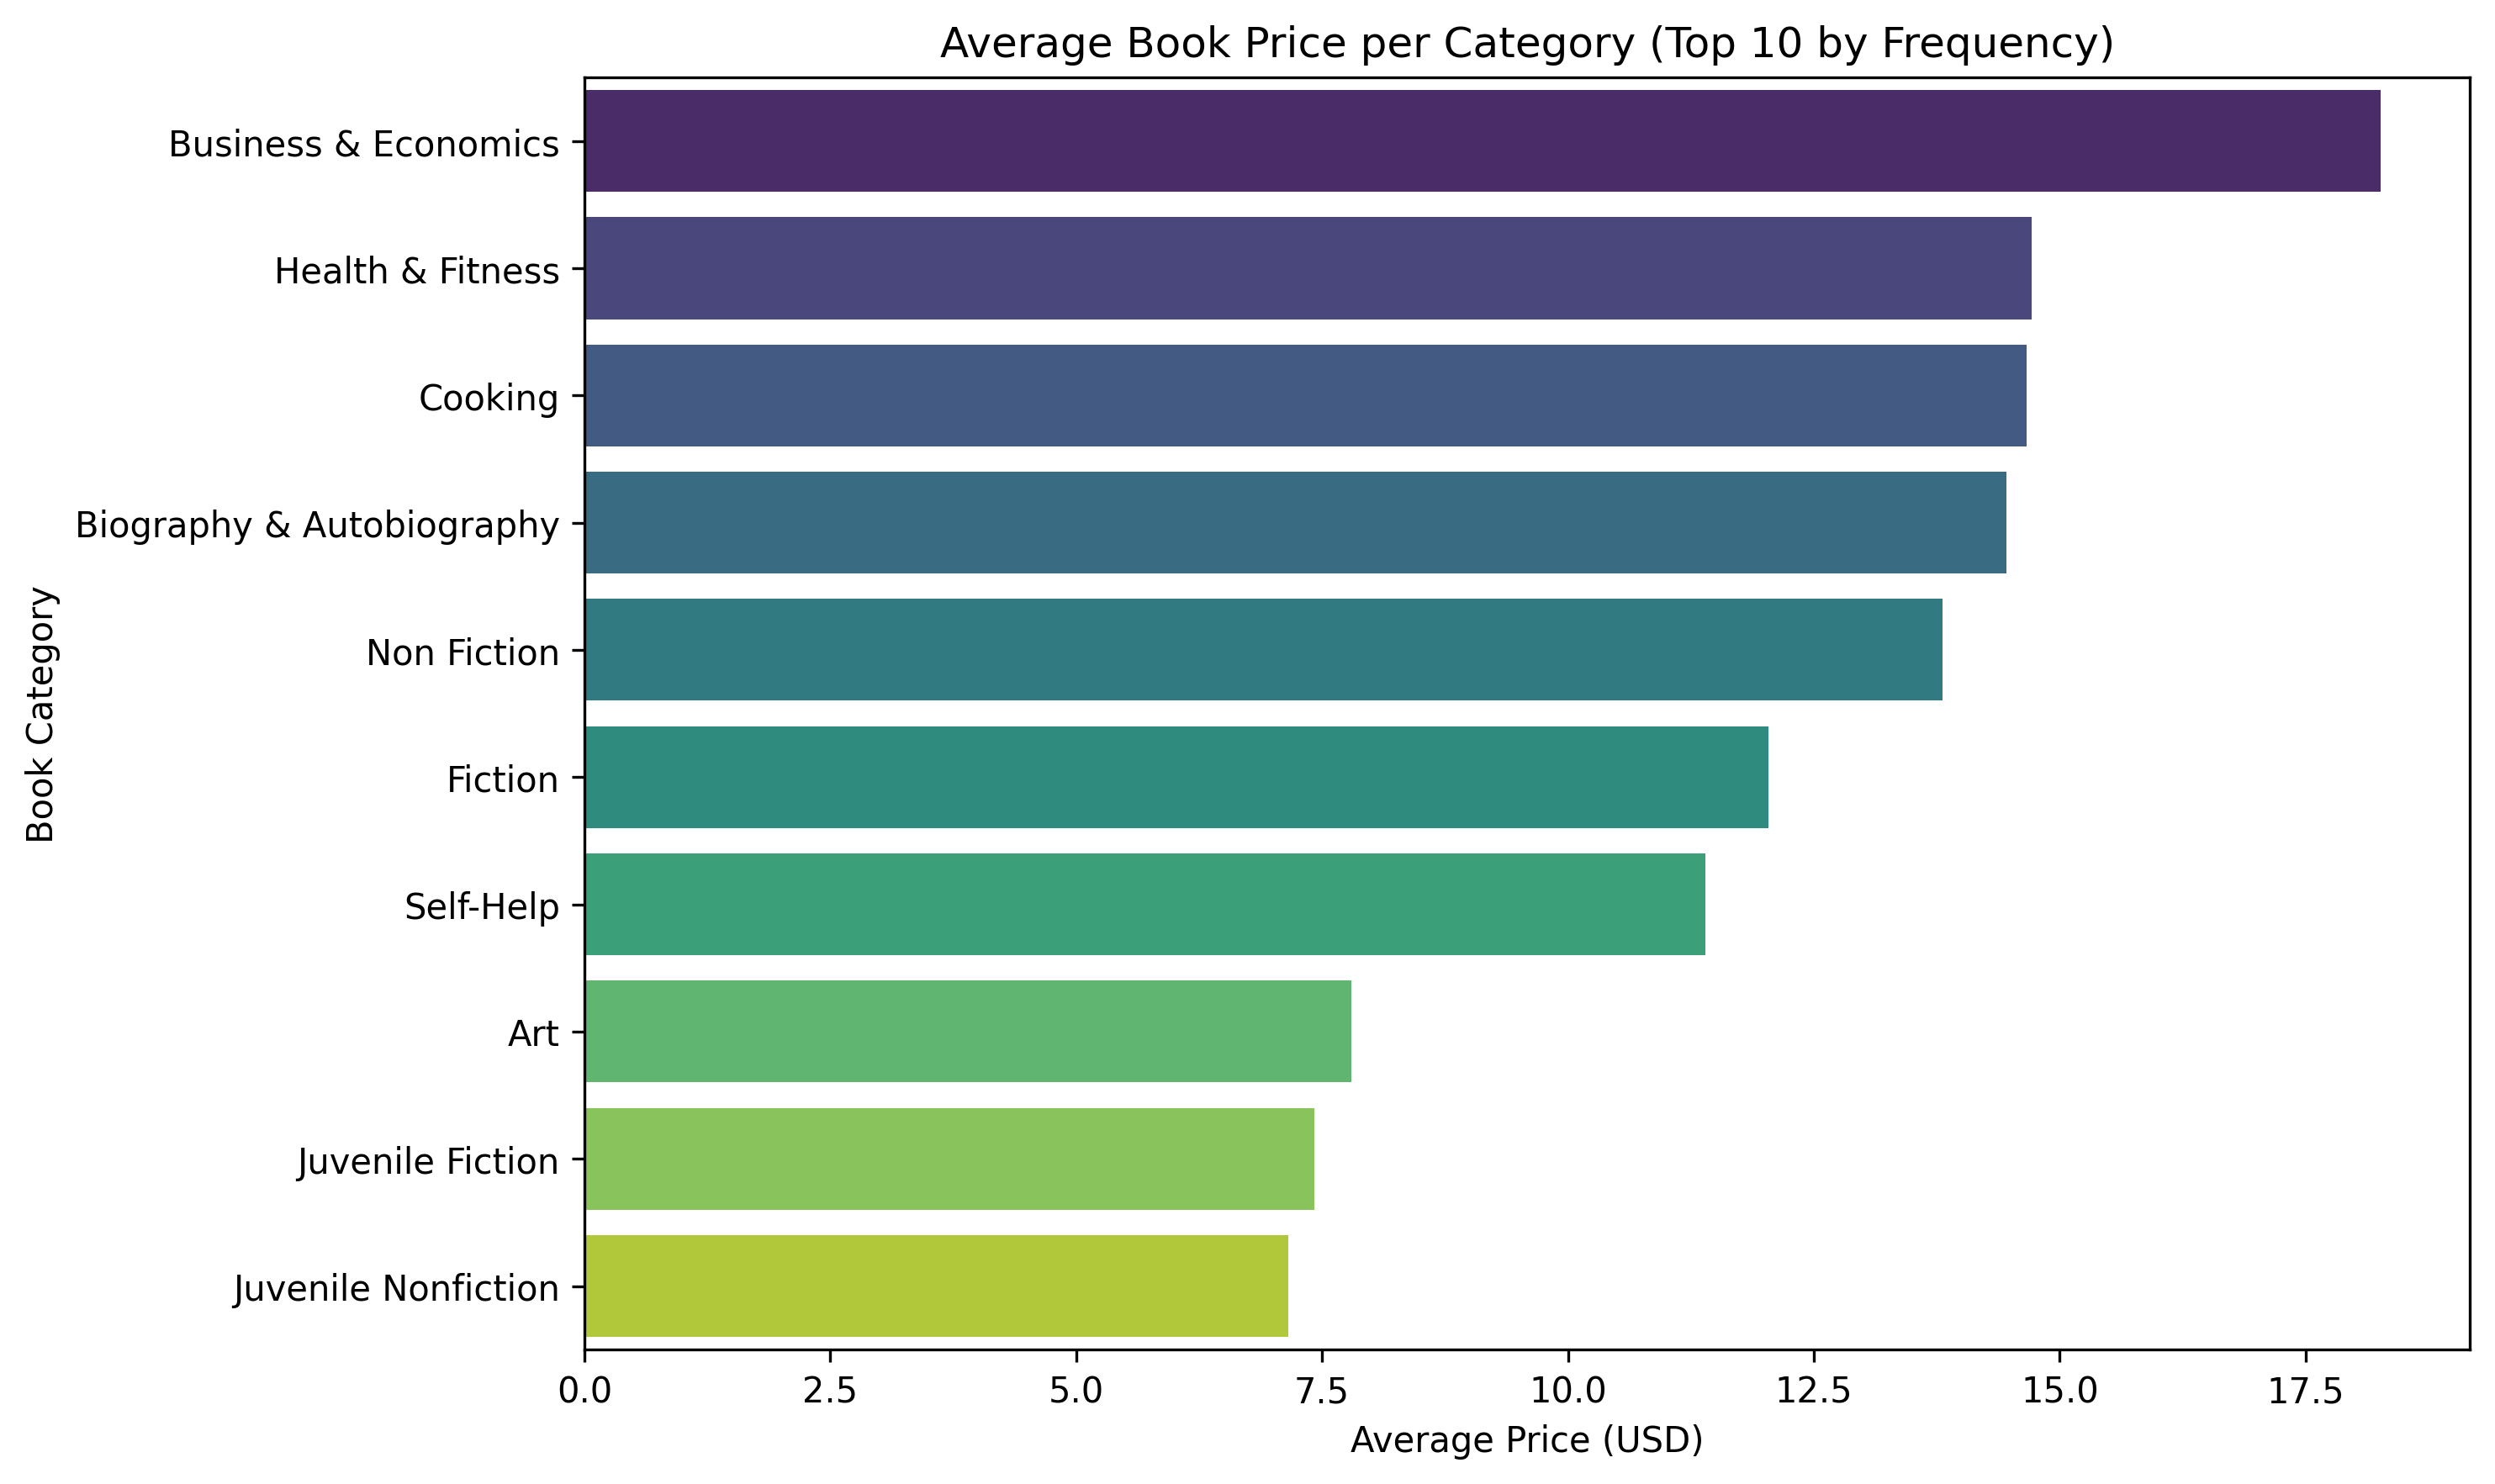 Average Book Price per Category (Top 10 by Frequency)
Business & Economics
Health & Fitness
Cooking
Biography & Autobiography
Non Fiction
Fiction
Self-Help
Art
Juvenile Fiction
Juvenile Nonfiction
Book Category
0.0 2.5 5.0 7.5 10.0 12.5 15.0 17.5
Average Price (USD)